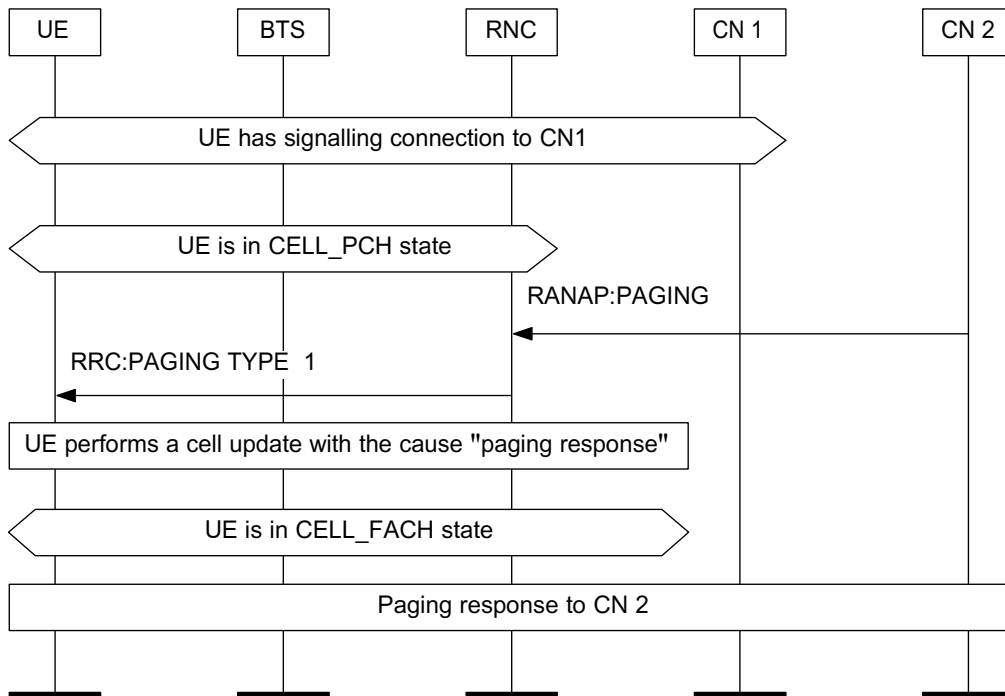 UE
BTS
RNC
CN 1
CN 2
UE has signalling connection to CN1
UE is in CELL_PCH state
RANAP:PAGING
RRC:PAGING TYPE 1
UE performs a cell update with the cause "paging response"
UE is in CELL_FACH state
Paging response to CN 2